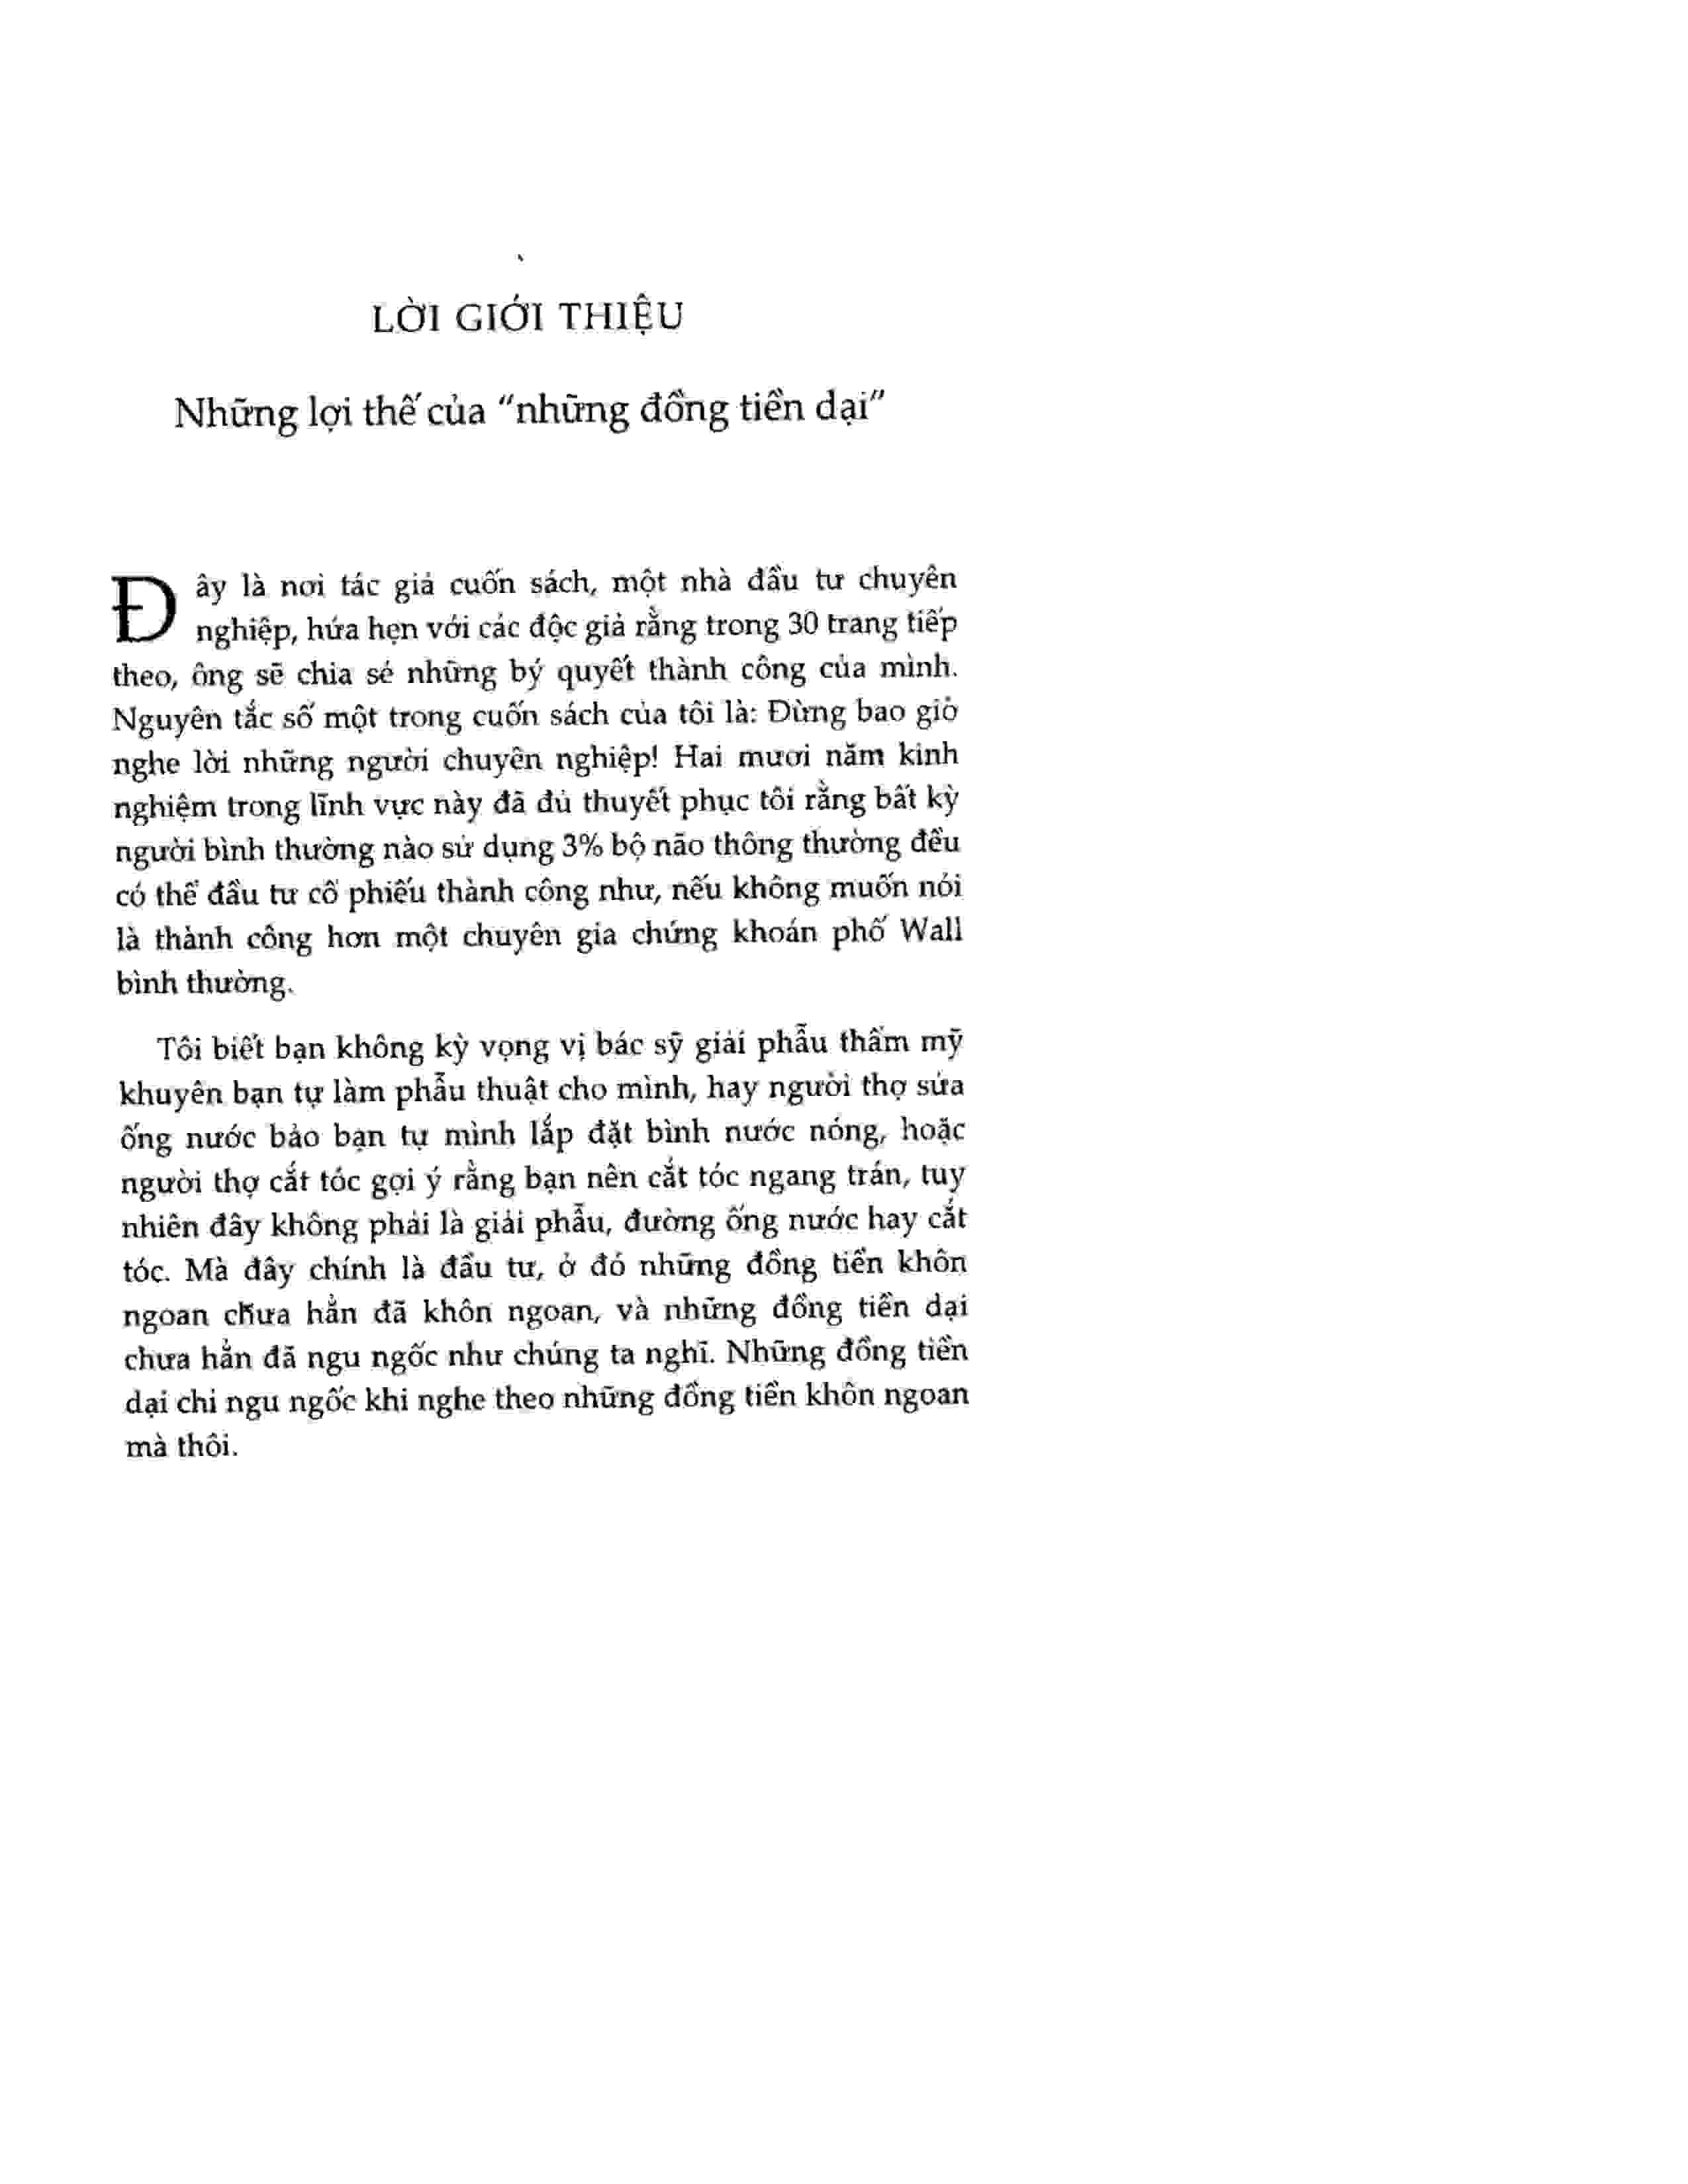 LỜI GIỚI THIỆU
Những lợi thế của “những đồng tiền dại”
Đây là nơi tác giả cuốn sách, một nhà đầu tư chuyên
nghiệp, hứa hẹn với các độc giả rằng trong 30 trang tiếp
theo, ông sẽ chia sẻ những bý quyết thành công của mình.
Nguyên tắc số một trong cuốn sách của tôi là: Đừng bao giờ
nghe lời những người chuyên nghiệp! Hai mươi năm kinh
nghiệm trong lĩnh vực này đã đủ thuyết phục tôi rằng bất kỳ
người bình thường nào sử dụng 3% bộ não thông thường đều
có thể đầu tư cổ phiếu thành công như, nếu không muốn nói
là thành công hơn một chuyên gia chứng khoán phố Wall
bình thường.
Tôi biết bạn không kỳ vọng vị bác sỹ giải phẫu thẩm mỹ
khuyên bạn tự làm phẫu thuật cho mình, hay người thợ sửa
ống nước bảo bạn tự mình lắp đặt bình nước nóng, hoặc
người thợ cắt tóc gợi ý rằng bạn nên cắt tóc ngang trán, tuy
nhiên đây không phải là giải phẫu, đường ống nước hay cắt
tóc. Mà đây chính là đầu tư, ở đó những đồng tiền khôn
ngoan chưa hẳn đã khôn ngoan, và những đồng tiền dại
chưa hẳn đã ngu ngốc như chúng ta nghĩ. Những đồng tiền
dại chỉ ngu ngốc khi nghe theo những đồng tiền khôn ngoan
mà thôi.